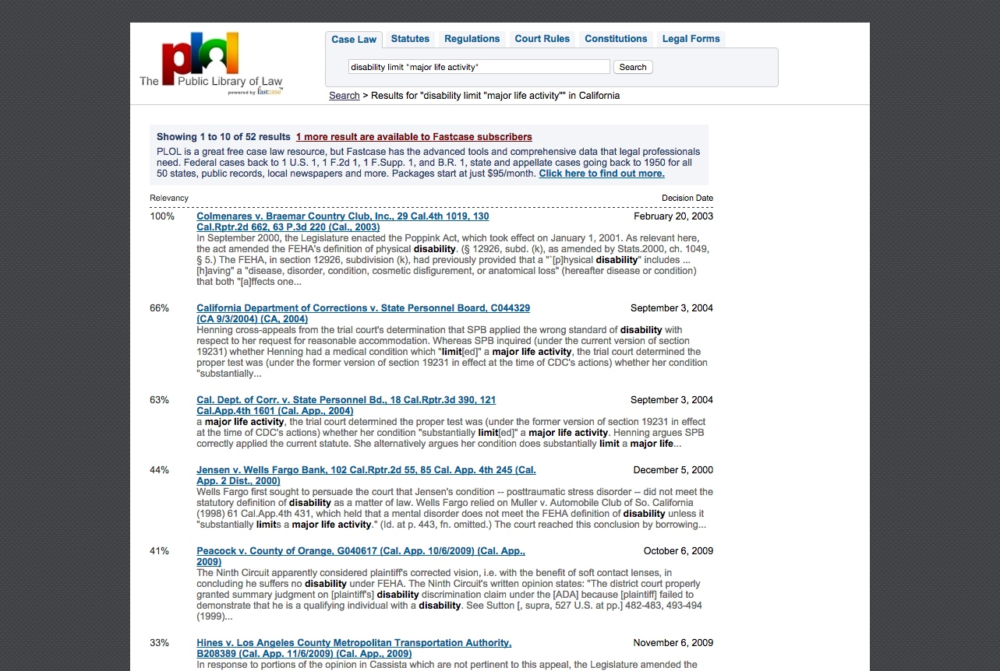 plol
The Public Library of Law
powered by fastcase™
Case Law Statutes Regulations Court Rules Constitutions Legal Forms
disability limit "major life activity" Search
Search > Results for "disability limit "major life activity"" in California
Showing 1 to 10 of 52 results 1 more result are available to Fastcase subscribers
PLOL is a great free case law resource, but Fastcase has the advanced tools and comprehensive data that legal professionals
need. Federal cases back to 1 U.S. 1, 1 F.2d 1, 1 F.Supp. 1, and B.R. 1, state and appellate cases going back to 1950 for all
50 states, public records, local newspapers and more. Packages start at just $95/month. Click here to find out more.
Relevancy Decision Date
100% Colmenares v. Braemar Country Club, Inc., 29 Cal.4th 1019, 130 February 20, 2003
Cal.Rptr.2d 662, 63 P.3d 220 (Cal., 2003)
In September 2000, the Legislature enacted the Poppink Act, which took effect on January 1, 2001. As relevant here,
the act amended the FEHA's definition of physical disability. (§ 12926, subd. (k), as amended by Stats.2000, ch. 1049,
§ 5.) The FEHA, in section 12926, subdivision (k), had previously provided that a "`[p]hysical disability" includes ...
[h]aving" a "disease, disorder, condition, cosmetic disfigurement, or anatomical loss" (hereafter disease or condition)
that both "[a]ffects one...
66% California Department of Corrections v. State Personnel Board, C044329 September 3, 2004
(CA 9/3/2004) (CA, 2004)
Henning cross-appeals from the trial court's determination that SPB applied the wrong standard of disability with
respect to her request for reasonable accommodation. Whereas SPB inquired (under the current version of section
19231) whether Henning had a medical condition which "limit[ed]" a major life activity, the trial court determined the
proper test was (under the former version of section 19231 in effect at the time of CDC's actions) whether her condition
"substantially...
63% Cal. Dept. of Corr. v. State Personnel Bd., 18 Cal.Rptr.3d 390, 121 September 3, 2004
Cal.App.4th 1601 (Cal. App., 2004)
a major life activity, the trial court determined the proper test was (under the former version of section 19231 in effect
at the time of CDC's actions) whether her condition "substantially limit[ed]" a major life activity. Henning argues SPB
correctly applied the current statute. She alternatively argues her condition does substantially limit a major life...
44% Jensen v. Wells Fargo Bank, 102 Cal.Rptr.2d 55, 85 Cal. App. 4th 245 (Cal. December 5, 2000
App. 2 Dist., 2000)
Wells Fargo first sought to persuade the court that Jensen's condition -- posttraumatic stress disorder -- did not meet the
statutory definition of disability as a matter of law. Wells Fargo relied on Muller v. Automobile Club of So. California
(1998) 61 Cal.App.4th 431, which held that a mental disorder does not meet the FEHA definition of disability unless it
"substantially limits a major life activity." (Id. at p. 443, fn. omitted.) The court reached this conclusion by borrowing...
41% Peacock v. County of Orange, G040617 (Cal. App. 10/6/2009) (Cal. App., October 6, 2009
2009)
The Ninth Circuit apparently considered plaintiff's corrected vision, i.e. with the benefit of soft contact lenses, in
concluding he suffers no disability under FEHA. The Ninth Circuit's written opinion states: "The district court properly
granted summary judgment on [plaintiff's] disability discrimination claim under the [ADA] because [plaintiff] failed to
demonstrate that he is a qualifying individual with a disability. See Sutton [, supra, 527 U.S. at pp.] 482-483, 493-494
(1999)...
33% Hines v. Los Angeles County Metropolitan Transportation Authority, November 6, 2009
B208389 (Cal. App. 11/6/2009) (Cal. App., 2009)
In response to portions of the opinion in Cassista which are not pertinent to this appeal, the Legislature amended the